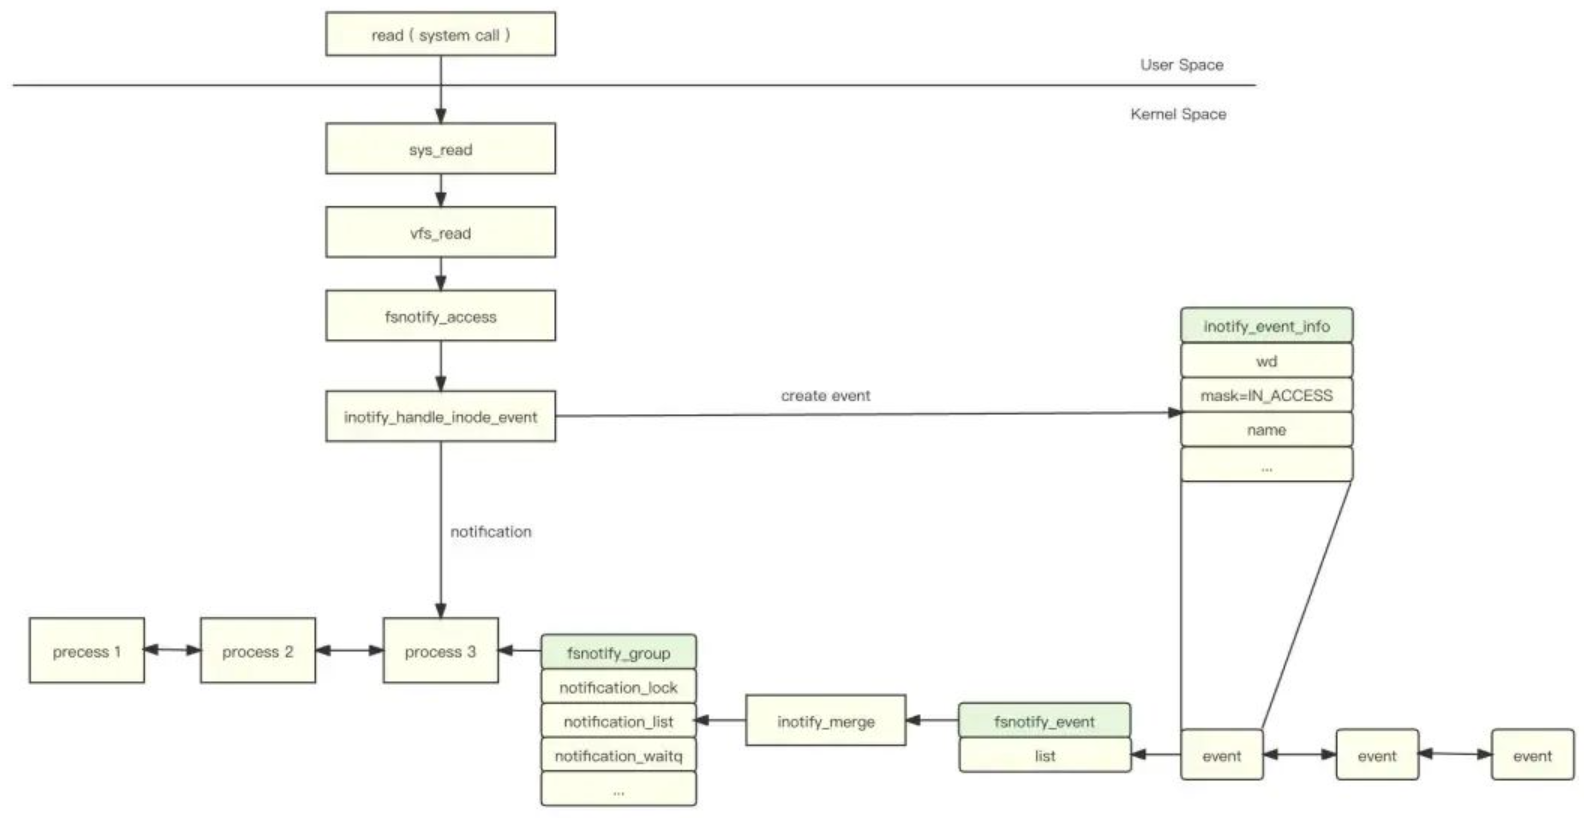 read ( system call )
User Space
Kernel Space
sys_read
vfs_read
fsnotify_access
inotify_handle_inode_event
create event
inotify_event_info
wd
mask=IN_ACCESS
name
...
notification
precess 1
process 2
process 3
fsnotify_group
notification_lock
notification_list
notification_waitq
...
inotify_merge
fsnotify_event
list
event
event
event